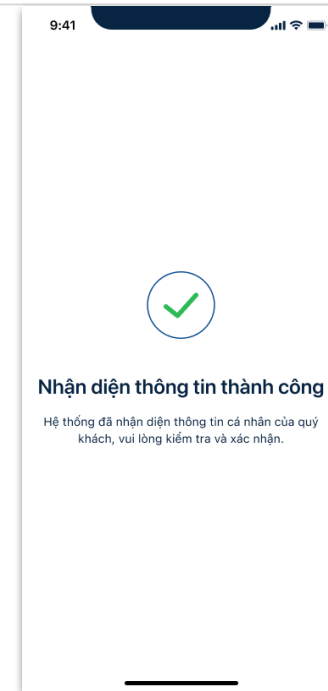 9:41
Nhận diện thông tin thành công
Hệ thống đã nhận diện thông tin cá nhân của quý
khách, vui lòng kiểm tra và xác nhận.